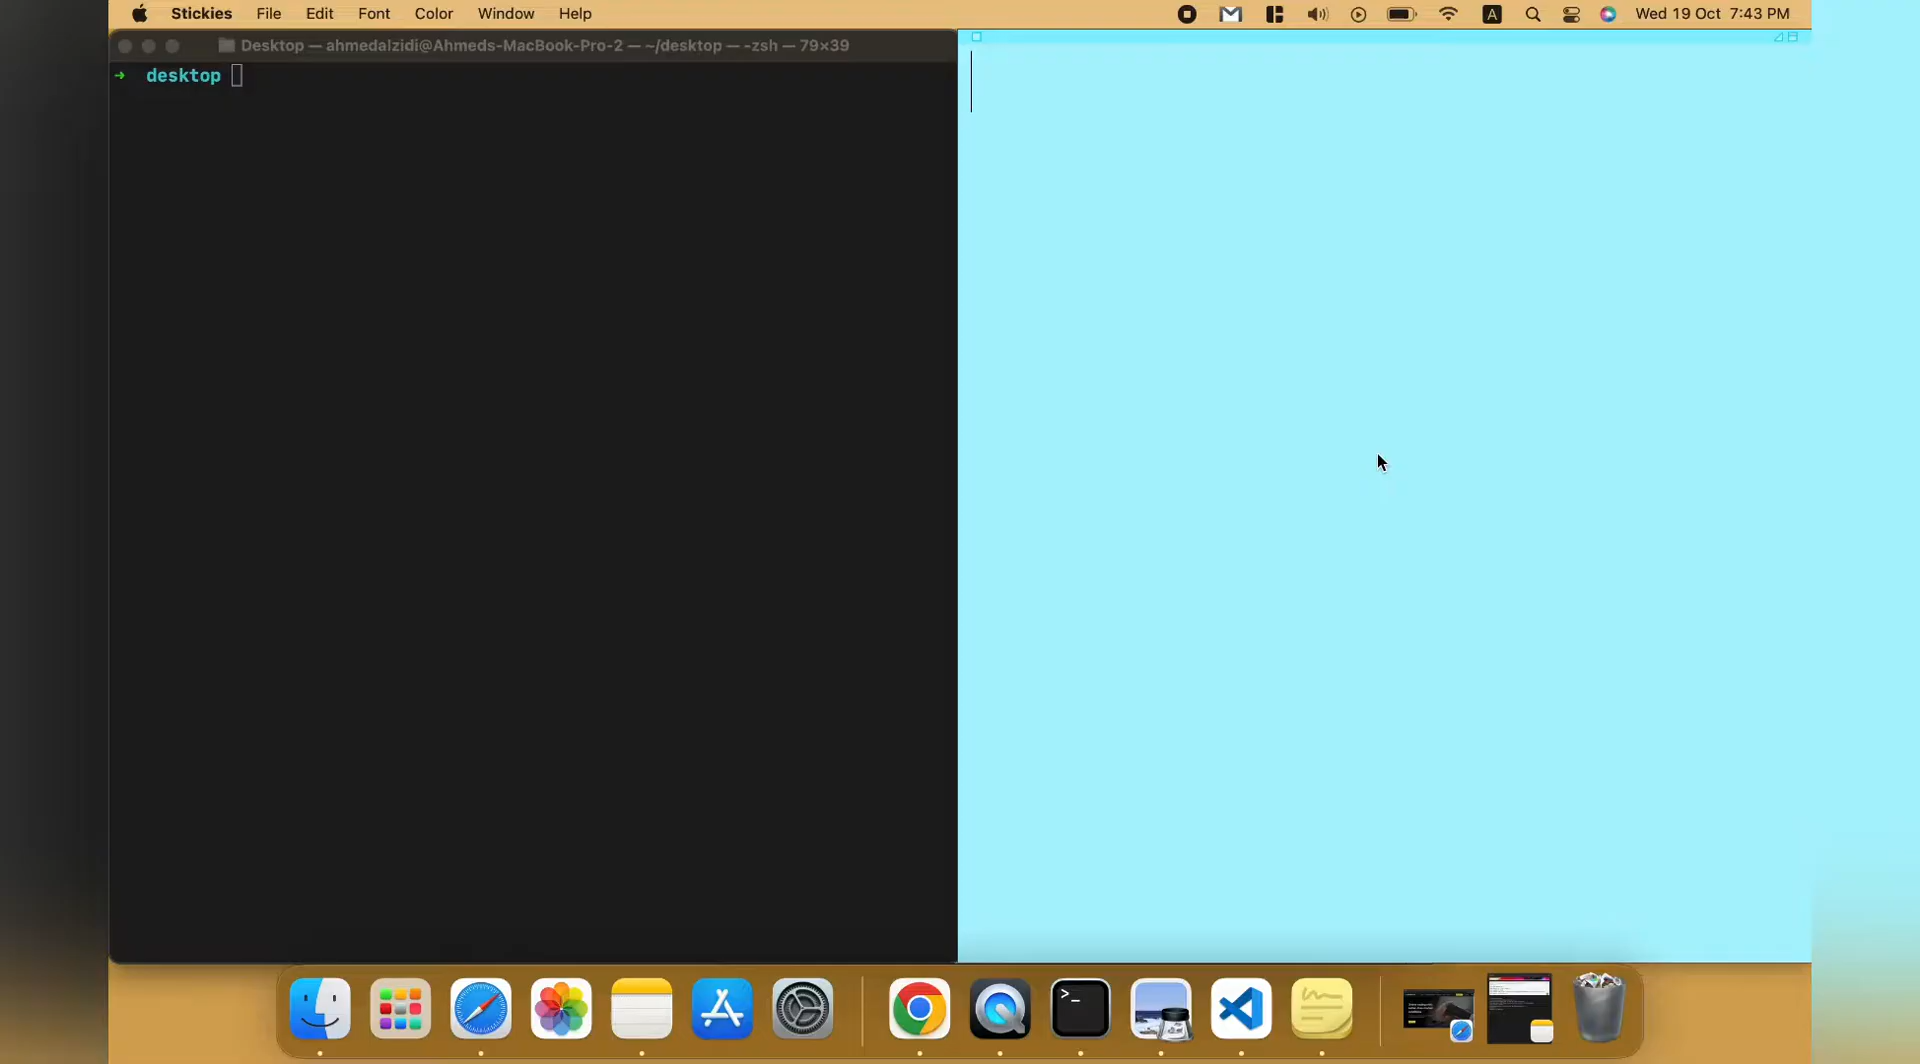 Stickies File Edit Font Color Window Help
A
Wed 19 Oct 7:43 PM
Desktop — ahmedalzidi@Ahmeds-MacBook-Pro-2 — ~/desktop — -zsh — 79×39
➜ desktop
>_